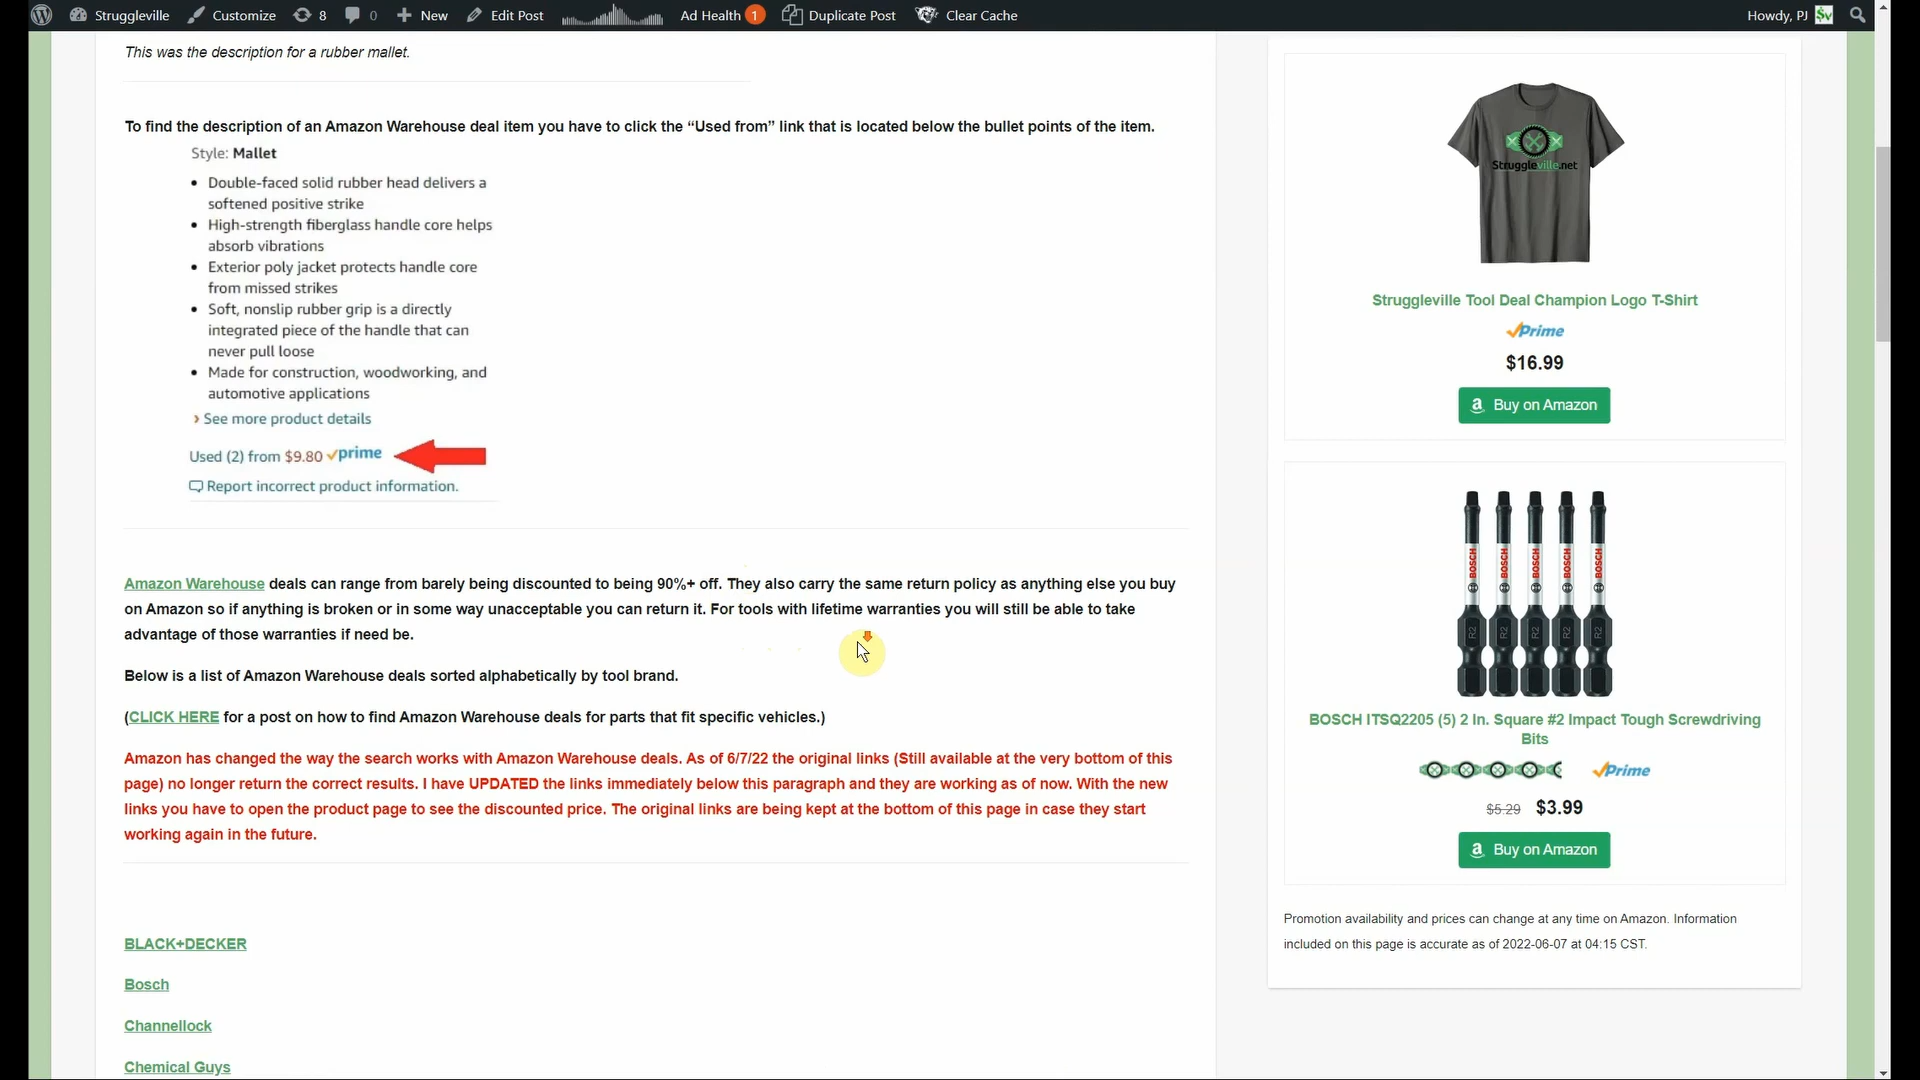 Struggleville
Customize
8
0
New
Edit Post
Ad Health 1
Duplicate Post
Clear Cache
Howdy, PJ
This was the description for a rubber mallet.
To find the description of an Amazon Warehouse deal item you have to click the “Used from” link that is located below the bullet points of the item.
Style: Mallet
• Double-faced solid rubber head delivers a
softened positive strike
• High-strength fiberglass handle core helps
absorb vibrations
• Exterior poly jacket protects handle core
from missed strikes
• Soft, nonslip rubber grip is a directly
integrated piece of the handle that can
never pull loose
• Made for construction, woodworking, and
automotive applications
› See more product details
Used (2) from $9.80 prime
Report incorrect product information.
Amazon Warehouse deals can range from barely being discounted to being 90%+ off. They also carry the same return policy as anything else you buy
on Amazon so if anything is broken or in some way unacceptable you can return it. For tools with lifetime warranties you will still be able to take
advantage of those warranties if need be.
Below is a list of Amazon Warehouse deals sorted alphabetically by tool brand.
(CLICK HERE for a post on how to find Amazon Warehouse deals for parts that fit specific vehicles.)
Amazon has changed the way the search works with Amazon Warehouse deals. As of 6/7/22 the original links (Still available at the very bottom of this
page) no longer return the correct results. I have UPDATED the links immediately below this paragraph and they are working as of now. With the new
links you have to open the product page to see the discounted price. The original links are being kept at the bottom of this page in case they start
working again in the future.
BLACK+DECKER
Bosch
Channellock
Chemical Guys
Struggleville.net
Struggleville Tool Deal Champion Logo T-Shirt
Prime
$16.99
Buy on Amazon
BOSCH BOSCH BOSCH BOSCH BOSCH
R2 R2 R2 R2 R2
BOSCH ITSQ2205 (5) 2 In. Square #2 Impact Tough Screwdriving
Bits
Prime
$5.29 $3.99
Buy on Amazon
Promotion availability and prices can change at any time on Amazon. Information
included on this page is accurate as of 2022-06-07 at 04:15 CST.